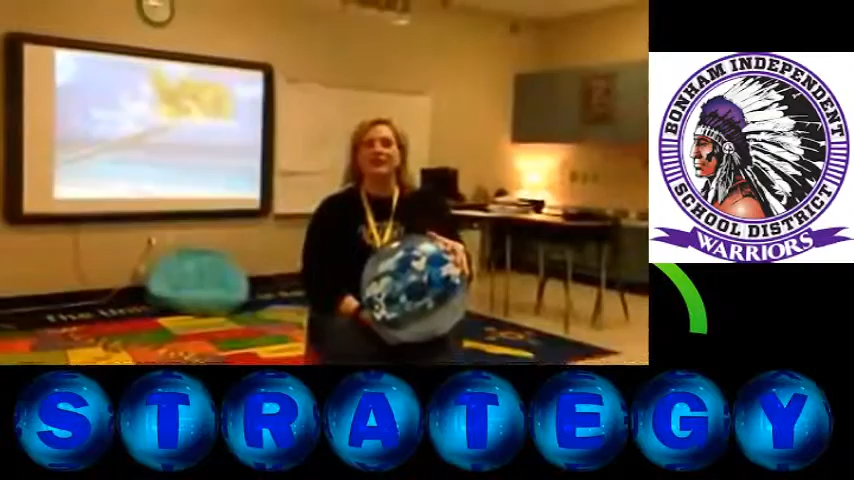 BONHAM INDEPENDENT
SCHOOL DISTRICT
WARRIORS
STRATEGY